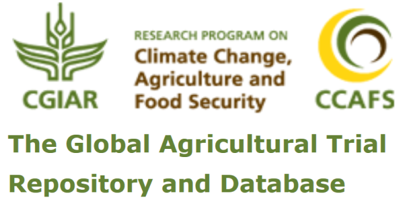 RESEARCH PROGRAM ON
Climate Change,
Agriculture and
Food Security
CGIAR
CCAFS
The Global Agricultural Trial
Repository and Database